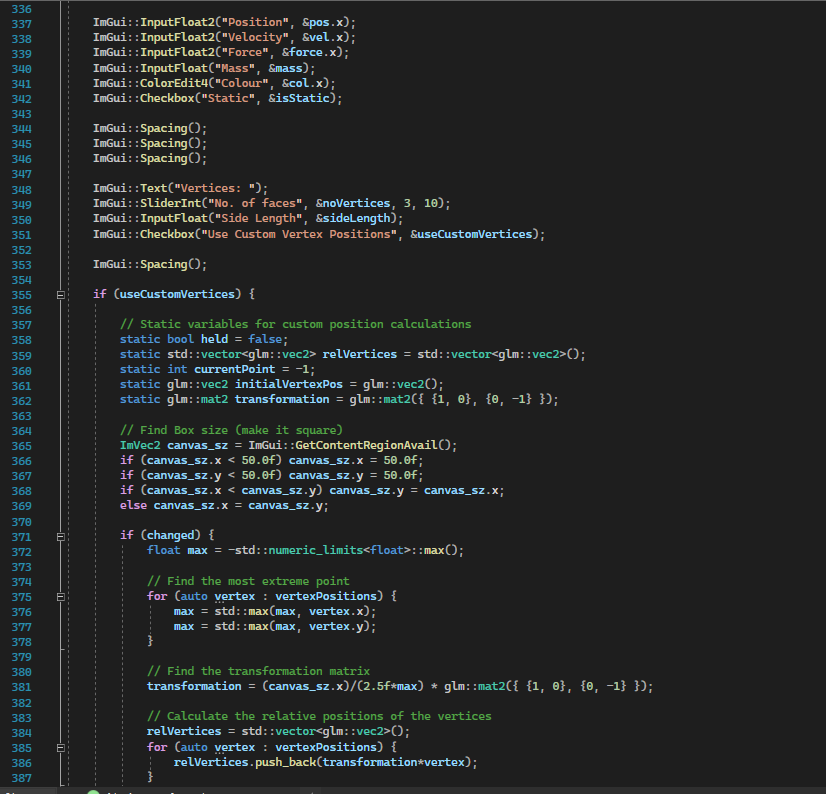 336
337 ImGui::InputFloat2("Position", &pos.x);
338 ImGui::InputFloat2("Velocity", &vel.x);
339 ImGui::InputFloat2("Force", &force.x);
340 ImGui::InputFloat("Mass", &mass);
341 ImGui::ColorEdit4("Colour", &col.x);
342 ImGui::Checkbox("Static", &isStatic);
343
344 ImGui::Spacing();
345 ImGui::Spacing();
346 ImGui::Spacing();
347
348 ImGui::Text("Vertices: ");
349 ImGui::SliderInt("No. of faces", &noVertices, 3, 10);
350 ImGui::InputFloat("Side Length", &sideLength);
351 ImGui::Checkbox("Use Custom Vertex Positions", &useCustomVertices);
352
353 ImGui::Spacing();
354
355 if (useCustomVertices) {
356
357 // Static variables for custom position calculations
358 static bool held = false;
359 static std::vector<glm::vec2> relVertices = std::vector<glm::vec2>();
360 static int currentPoint = -1;
361 static glm::vec2 initialVertexPos = glm::vec2();
362 static glm::mat2 transformation = glm::mat2({ {1, 0}, {0, -1} });
363
364 // Find Box size (make it square)
365 ImVec2 canvas_sz = ImGui::GetContentRegionAvail();
366 if (canvas_sz.x < 50.0f) canvas_sz.x = 50.0f;
367 if (canvas_sz.y < 50.0f) canvas_sz.y = 50.0f;
368 if (canvas_sz.x < canvas_sz.y) canvas_sz.y = canvas_sz.x;
369 else canvas_sz.x = canvas_sz.y;
370
371 if (changed) {
372 float max = -std::numeric_limits<float>::max();
373
374 // Find the most extreme point
375 for (auto vertex : vertexPositions) {
376 max = std::max(max, vertex.x);
377 max = std::max(max, vertex.y);
378 }
379
380 // Find the transformation matrix
381 transformation = (canvas_sz.x)/(2.5f*max) * glm::mat2({ {1, 0}, {0, -1} });
382
383 // Calculate the relative positions of the vertices
384 relVertices = std::vector<glm::vec2>();
385 for (auto vertex : vertexPositions) {
386 relVertices.push_back(transformation*vertex);
387 }